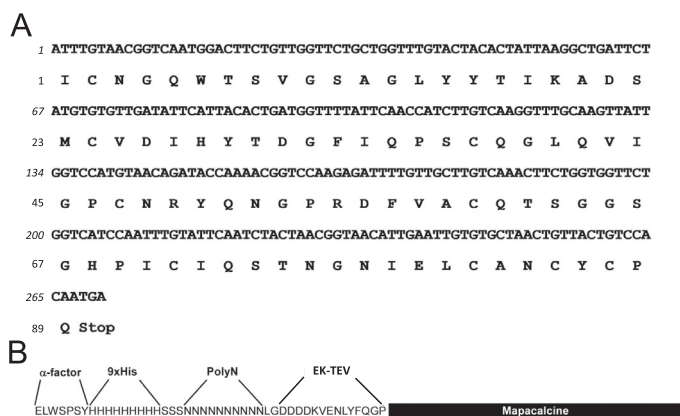 A
1 ATTTGTAACGGTCAATGGACTTCTGTTGGTTCTGCTGGTTTGTACTACACTATTAAGGCTGATTCT
1 I C N G Q W T S V G S A G L Y Y T I K A D S
67 ATGTGTGTTGATATTCATTACACTGATGGTTTTATTCAACCATCTTGTCAAGGTTTGCAAGTTATT
23 M C V D I H Y T D G F I Q P S C Q G L Q V I
134 GGTCCATGTAACAGATACCAAAACGGTCCAAGAGATTTTGTTGCTTGTCAAACTTCTGGTGGTTCT
45 G P C N R Y Q N G P R D F V A C Q T S G G S
200 GGTCATCCAATTTGTATTCAATCTACTAACGGTAACATTGAATTGTGTGCTAACTGTTACTGTCCA
67 G H P I C I Q S T N G N I E L C A N C Y C P
265 CAATGA
89 Q Stop
B
α-factor 9xHis PolyN EK-TEV
ELWSPSYHHHHHHHHHSSSNNNNNNNNNNLGDDDDKVENLYFQGP Mapacalcine